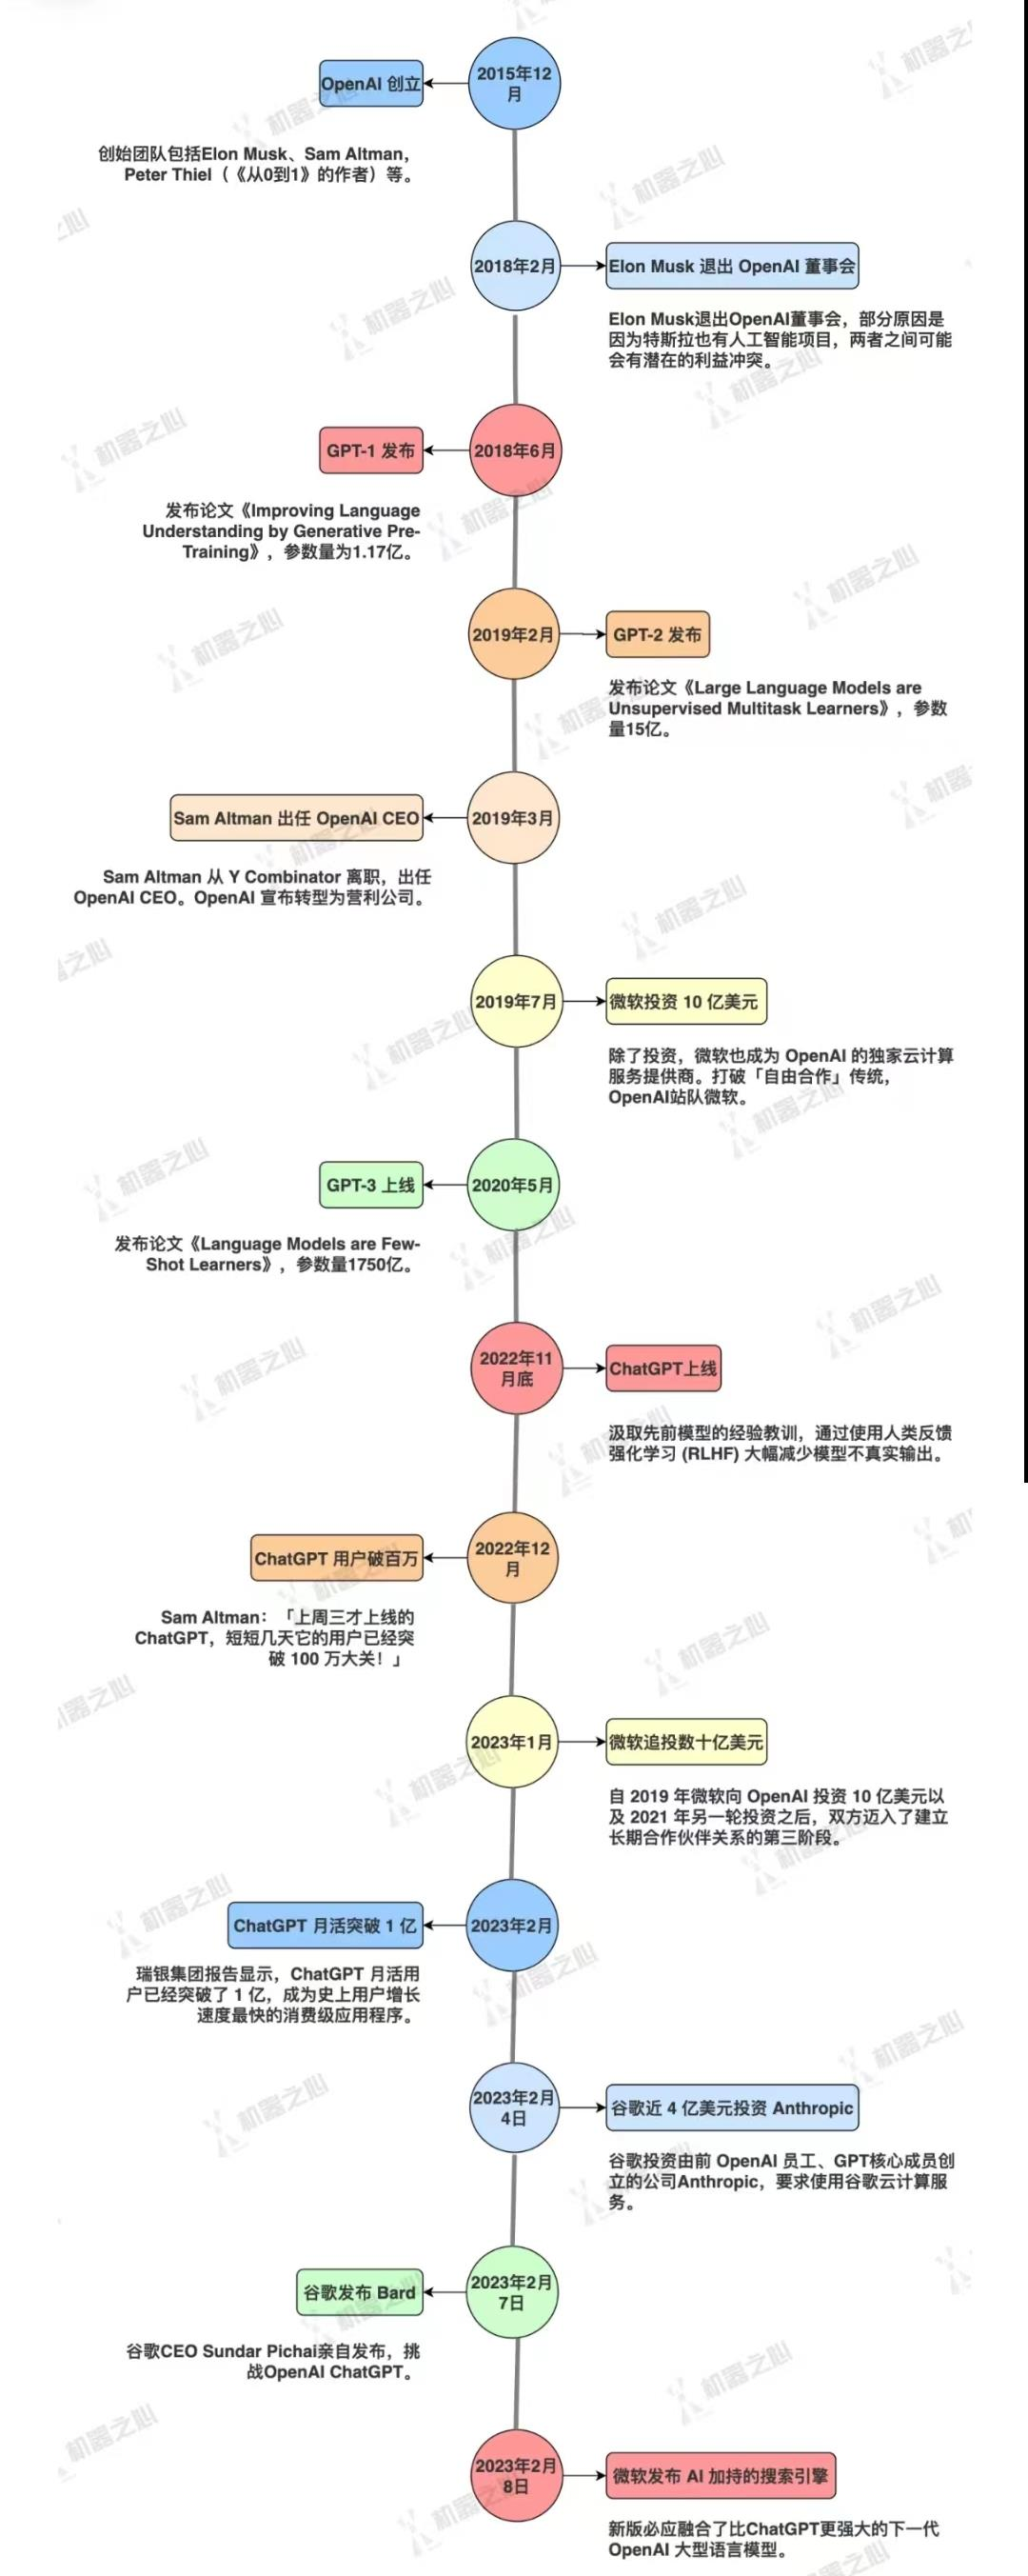 2015年12
月
OpenAI 创立
创始团队包括Elon Musk、Sam Altman,
Peter Thiel（《从0到1》的作者）等。
2018年2月
Elon Musk 退出 OpenAI 董事会
Elon Musk退出OpenAI董事会，部分原因是
因为特斯拉也有人工智能项目，两者之间可能
会有潜在的利益冲突。
2018年6月
GPT-1 发布
发布论文《Improving Language
Understanding by Generative Pre-
Training》，参数量为1.17亿。
2019年2月
GPT-2 发布
发布论文《Large Language Models are
Unsupervised Multitask Learners》，参数
量15亿。
2019年3月
Sam Altman 出任 OpenAI CEO
Sam Altman 从 Y Combinator 离职，出任
OpenAI CEO。OpenAI 宣布转型为营利公司。
2019年7月
微软投资 10 亿美元
除了投资，微软也成为 OpenAI 的独家云计算
服务提供商。打破「自由合作」传统，
OpenAI站队微软。
2020年5月
GPT-3 上线
发布论文《Language Models are Few-
Shot Learners》，参数量1750亿。
2022年11
月底
ChatGPT上线
汲取先前模型的经验教训，通过使用人类反馈
强化学习 (RLHF) 大幅减少模型不真实输出。
2022年12
月
ChatGPT 用户破百万
Sam Altman：「上周三才上线的
ChatGPT，短短几天它的用户已经突
破 100 万大关！」
2023年1月
微软追投数十亿美元
自 2019 年微软向 OpenAI 投资 10 亿美元以
及 2021 年另一轮投资之后，双方迈入了建立
长期合作伙伴关系的第三阶段。
2023年2月
ChatGPT 月活突破 1 亿
瑞银集团报告显示，ChatGPT 月活用
户已经突破了 1 亿，成为史上用户增长
速度最快的消费级应用程序。
2023年2月
4日
谷歌近 4 亿美元投资 Anthropic
谷歌投资由前 OpenAI 员工、GPT核心成员创
立的公司Anthropic，要求使用谷歌云计算服
务。
2023年2月
7日
谷歌发布 Bard
谷歌CEO Sundar Pichai亲自发布，挑
战OpenAI ChatGPT。
2023年2月
8日
微软发布 AI 加持的搜索引擎
新版必应融合了比ChatGPT更强大的下一代
OpenAI 大型语言模型。
机器之心